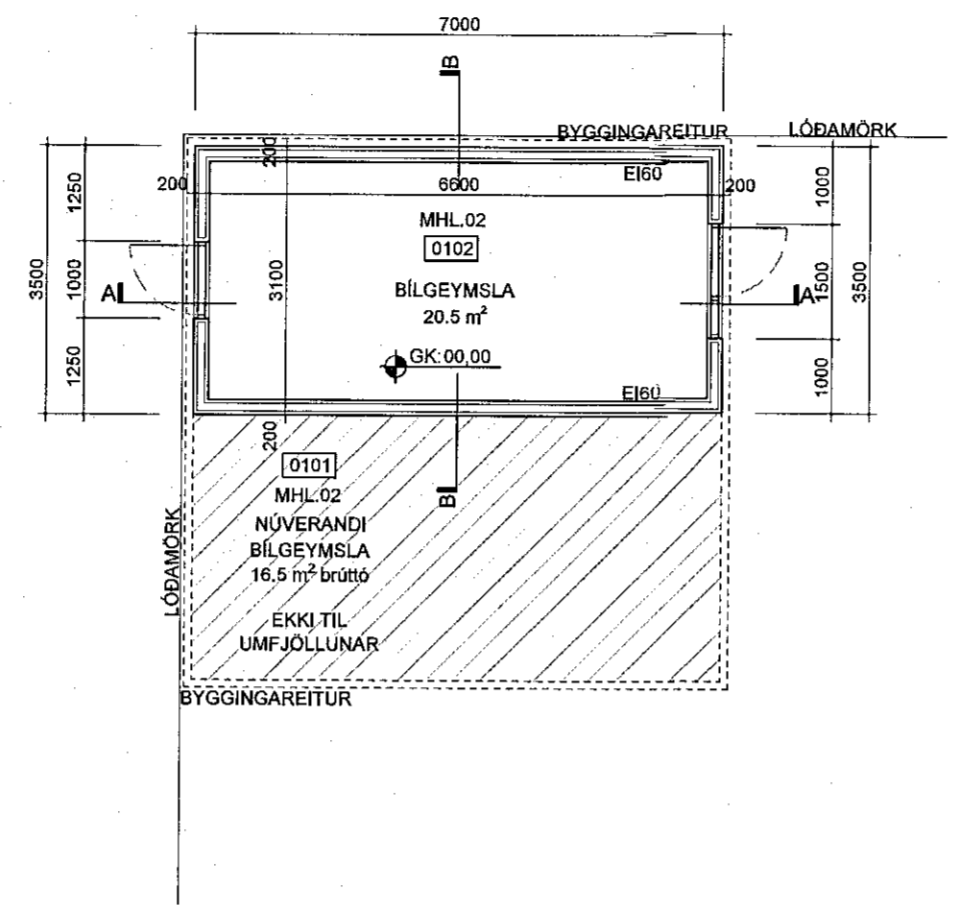 7000
B
BYGGINGAREITUR
LÓÐAMÖRK
200
EI60
200
6600
200
1250
1000
1250
3500
3100
1000
1500
1000
3500
MHL.02
0102
BÍLGEYMSLA
20.5 m²
A
A
GK:00,00
EI60
200
B
0101
MHL.02
NÚVERANDI
BÍLGEYMSLA
16.5 m² brúttó
EKKI TIL
UMFJÖLLUNAR
LÓÐAMÖRK
BYGGINGAREITUR